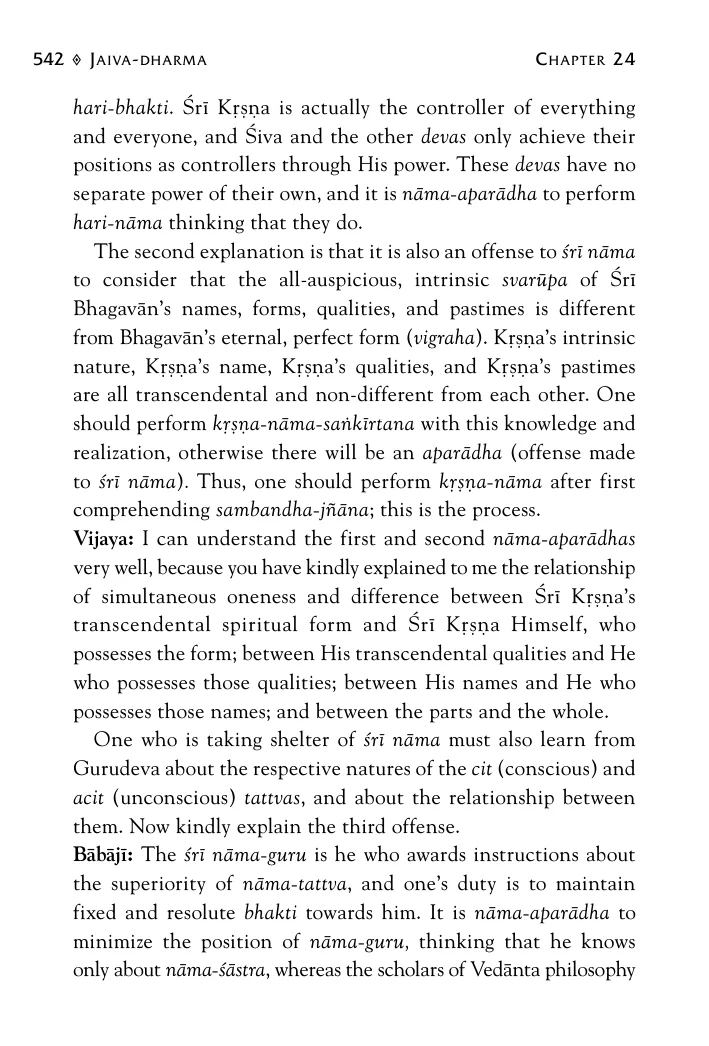 542 ◊ JAIVA-DHARMA CHAPTER 24
hari-bhakti. Śrī Kṛṣṇa is actually the controller of everything
and everyone, and Śiva and the other devas only achieve their
positions as controllers through His power. These devas have no
separate power of their own, and it is nāma-aparādha to perform
hari-nāma thinking that they do.
The second explanation is that it is also an offense to śrī nāma
to consider that the all-auspicious, intrinsic svarūpa of Śrī
Bhagavān's names, forms, qualities, and pastimes is different
from Bhagavān's eternal, perfect form (vigraha). Kṛṣṇa's intrinsic
nature, Kṛṣṇa's name, Kṛṣṇa's qualities, and Kṛṣṇa's pastimes
are all transcendental and non-different from each other. One
should perform kṛṣṇa-nāma-saṅkīrtana with this knowledge and
realization, otherwise there will be an aparādha (offense made
to śrī nāma). Thus, one should perform kṛṣṇa-nāma after first
comprehending sambandha-jñāna; this is the process.
Vijaya: I can understand the first and second nāma-aparādhas
very well, because you have kindly explained to me the relationship
of simultaneous oneness and difference between Śrī Kṛṣṇa's
transcendental spiritual form and Śrī Kṛṣṇa Himself, who
possesses the form; between His transcendental qualities and He
who possesses those qualities; between His names and He who
possesses those names; and between the parts and the whole.
One who is taking shelter of śrī nāma must also learn from
Gurudeva about the respective natures of the cit (conscious) and
acit (unconscious) tattvas, and about the relationship between
them. Now kindly explain the third offense.
Bābājī: The śrī nāma-guru is he who awards instructions about
the superiority of nāma-tattva, and one's duty is to maintain
fixed and resolute bhakti towards him. It is nāma-aparādha to
minimize the position of nāma-guru, thinking that he knows
only about nāma-śāstra, whereas the scholars of Vedānta philosophy